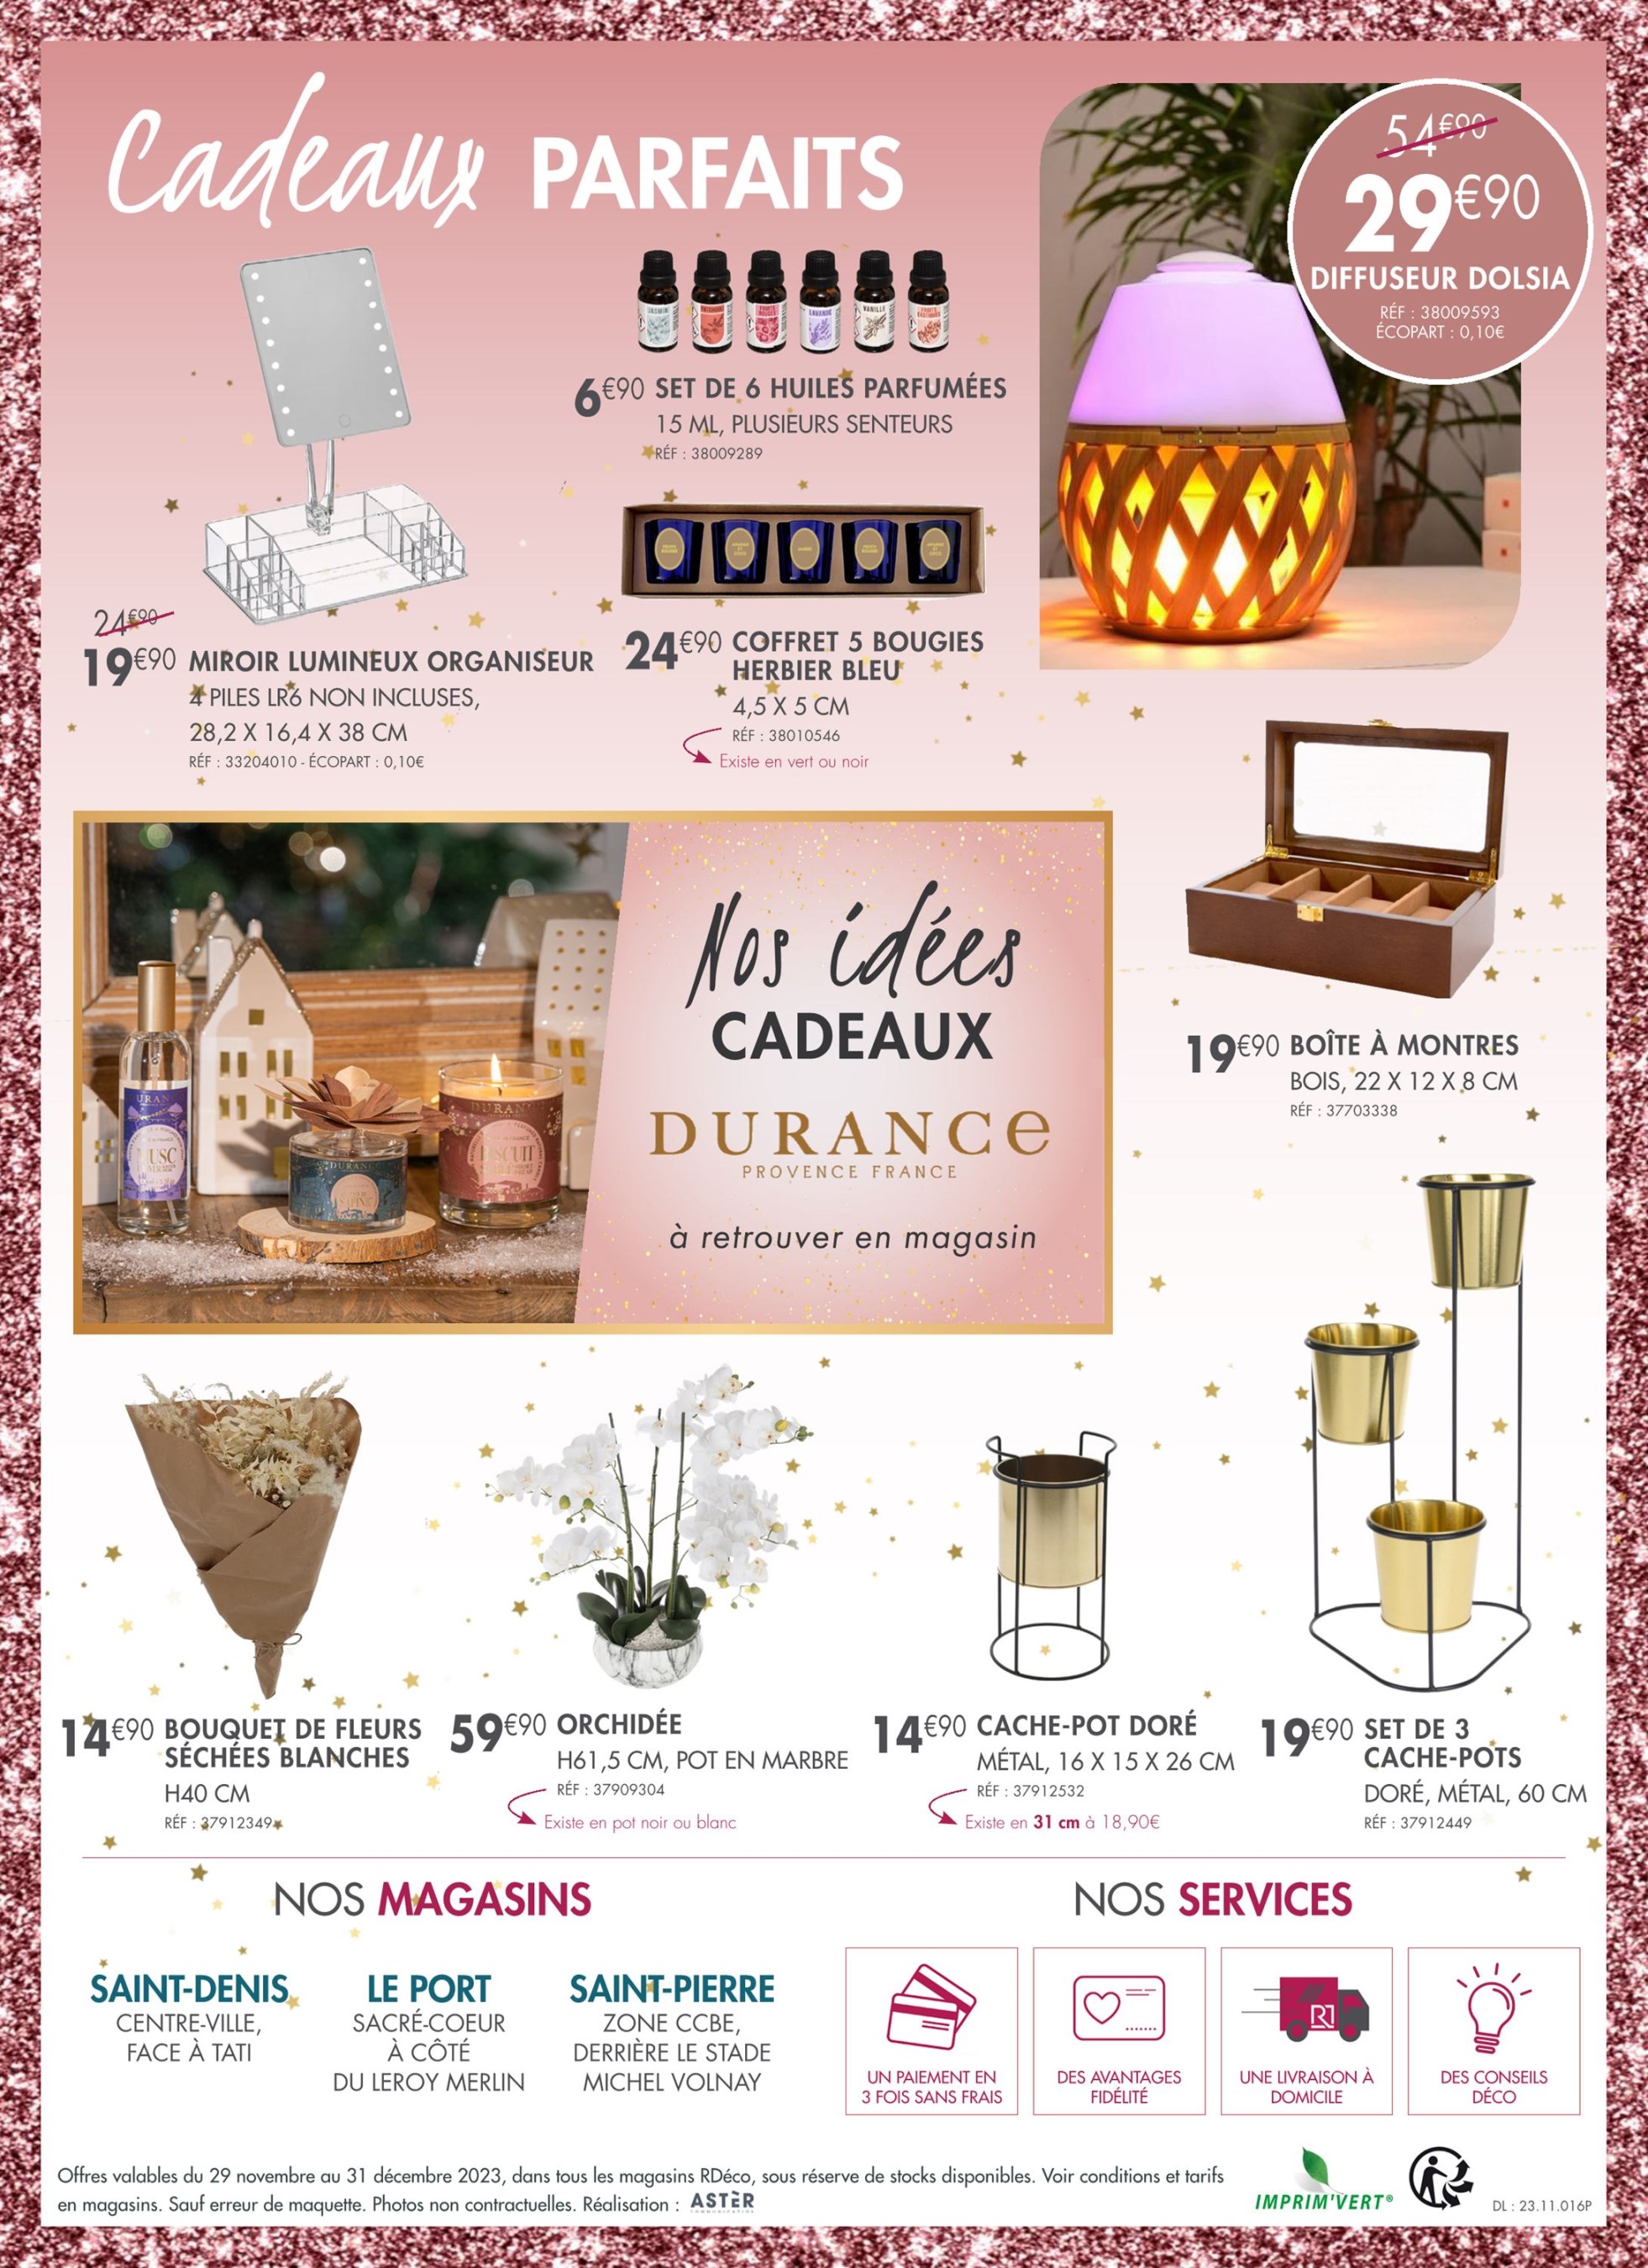 Cadeaux PARFAITS
54€90
29€90
DIFFUSEUR DOLSIA
RÉF : 38009593
ÉCOPART : 0,10€
JASMIN
LAVANDE
VANILLE
6€90 SET DE 6 HUILES PARFUMÉES
15 ML, PLUSIEURS SENTEURS
RÉF : 38009289
24€90
19€90 MIROIR LUMINEUX ORGANISEUR
4 PILES LR6 NON INCLUSES,
28,2 X 16,4 X 38 CM
RÉF : 33204010 - ÉCOPART : 0,10€
24€90 COFFRET 5 BOUGIES
HERBIER BLEU
4,5 X 5 CM
RÉF : 38010546
Existe en vert ou noir
Nos idées
CADEAUX
DURANCE
PROVENCE FRANCE
à retrouver en magasin
DURANCE
MUSC
DURANCE
BISCUIT
19€90 BOÎTE À MONTRES
BOIS, 22 X 12 X 8 CM
RÉF : 37703338
14€90 BOUQUET DE FLEURS
SÉCHÉES BLANCHES
H40 CM
RÉF : 37912349
59€90 ORCHIDÉE
H61,5 CM, POT EN MARBRE
RÉF : 37909304
Existe en pot noir ou blanc
14€90 CACHE-POT DORÉ
MÉTAL, 16 X 15 X 26 CM
RÉF : 37912532
Existe en 31 cm à 18,90€
19€90 SET DE 3
CACHE-POTS
DORÉ, MÉTAL, 60 CM
RÉF : 37912449
NOS MAGASINS
SAINT-DENIS
CENTRE-VILLE,
FACE À TATI
LE PORT
SACRÉ-COEUR
À CÔTÉ
DU LEROY MERLIN
SAINT-PIERRE
ZONE CCBE,
DERRIÈRE LE STADE
MICHEL VOLNAY
NOS SERVICES
UN PAIEMENT EN
3 FOIS SANS FRAIS
DES AVANTAGES
FIDÉLITÉ
UNE LIVRAISON À
DOMICILE
DES CONSEILS
DÉCO
Offres valables du 29 novembre au 31 décembre 2023, dans tous les magasins RDéco, sous réserve de stocks disponibles. Voir conditions et tarifs
en magasins. Sauf erreur de maquette. Photos non contractuelles. Réalisation : ASTÈR
IMPRIM'VERT®
DL : 23.11.016P